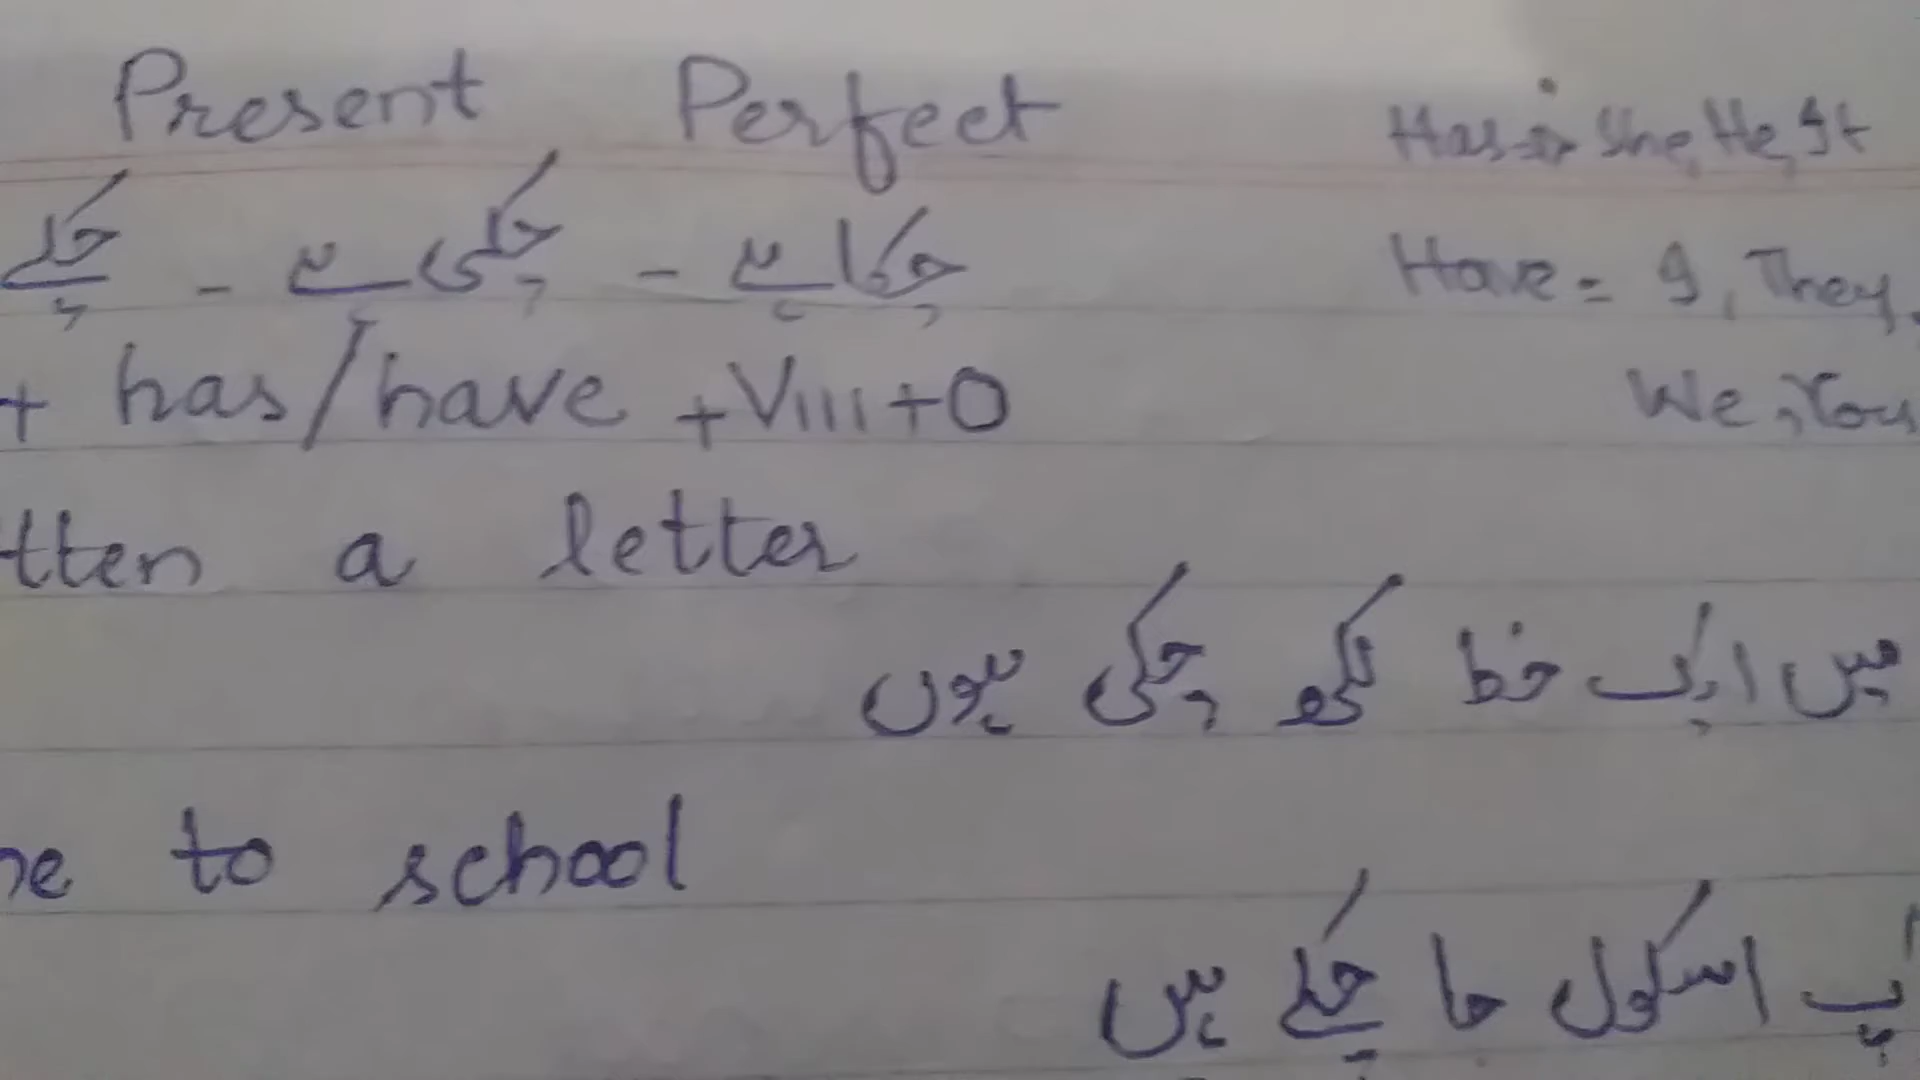 Present Perfect
Has = She, He, It
چکا ہے - چکی ہے - چکے
Have = I, They,
+ has/have + VIII + O
We, You
tten a letter
میں ایک خط لکھ چکی ہوں
ne to school
آپ اسکول جا چکے ہیں